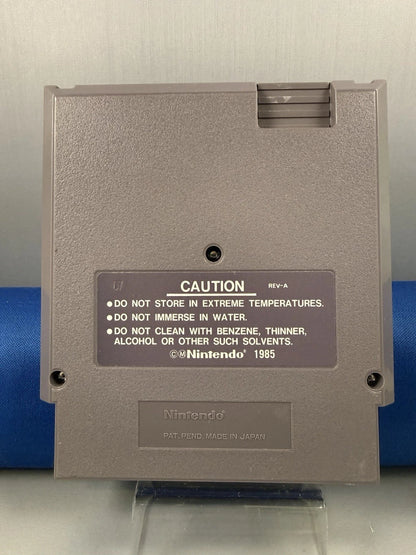 CAUTION REV-A
●DO NOT STORE IN EXTREME TEMPERATURES.
●DO NOT IMMERSE IN WATER.
●DO NOT CLEAN WITH BENZENE, THINNER,
ALCOHOL OR OTHER SUCH SOLVENTS.
©ⓂNintendo® 1985
Nintendo®
PAT. PEND. MADE IN JAPAN